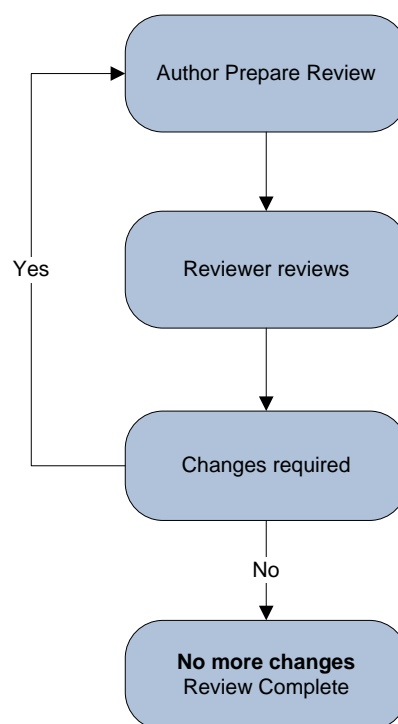 Author Prepare Review
Yes
Reviewer reviews
Changes required
No
No more changes
Review Complete